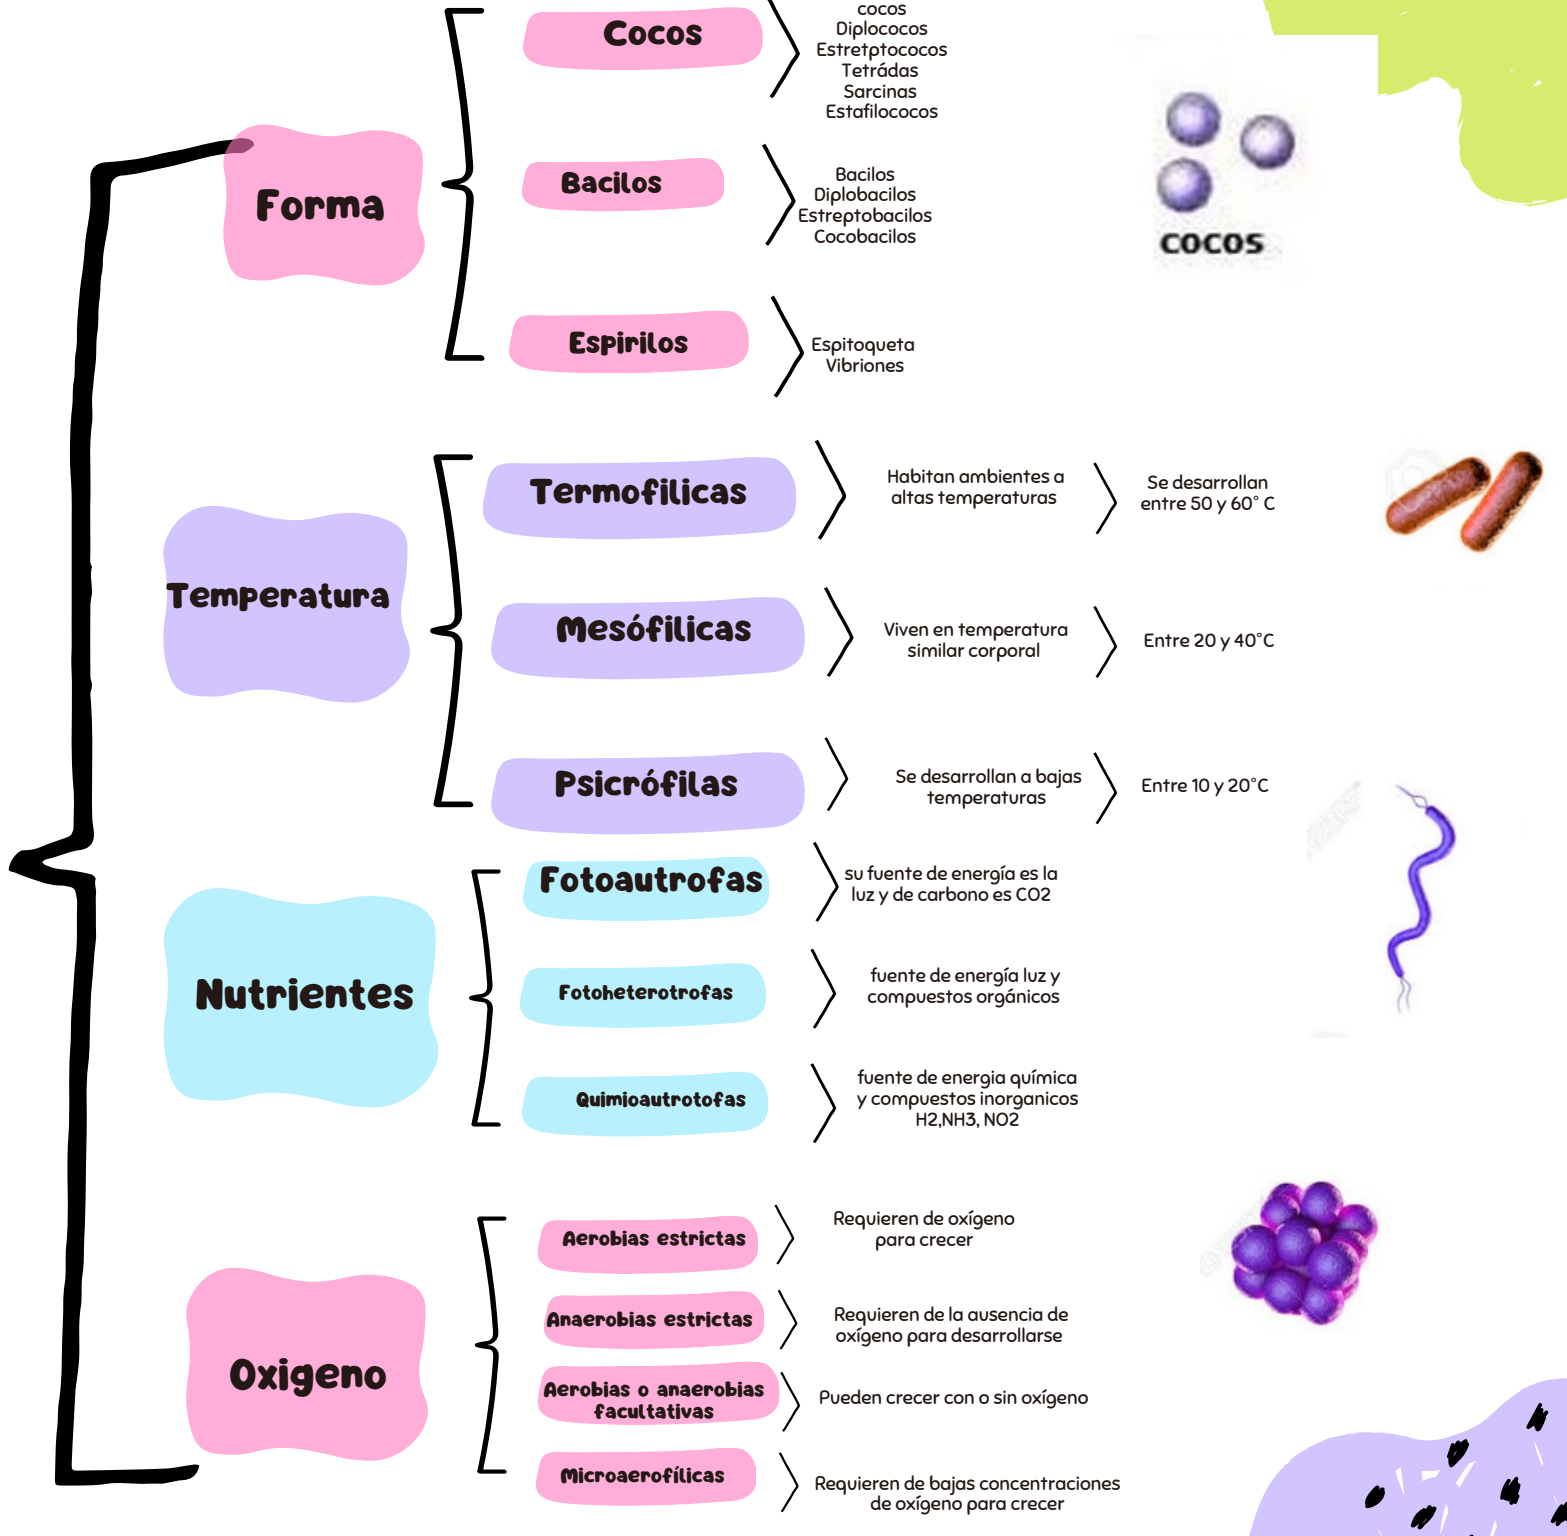 Forma
Cocos
cocos
Diplococos
Estretptococos
Tetrádas
Sarcinas
Estafilococos
Bacilos
Bacilos
Diplobacilos
Estreptobacilos
Cocobacilos
Espirilos
Espitoqueta
Vibriones
cocos
Temperatura
Termofilicas
Habitan ambientes a
altas temperaturas
Se desarrollan
entre 50 y 60° C
Mesófilicas
Viven en temperatura
similar corporal
Entre 20 y 40°C
Psicrófilas
Se desarrollan a bajas
temperaturas
Entre 10 y 20°C
Nutrientes
Fotoautrofas
su fuente de energía es la
luz y de carbono es CO2
Fotoheterotrofas
fuente de energía luz y
compuestos orgánicos
Quimioautrotofas
fuente de energia química
y compuestos inorganicos
H2,NH3, NO2
Oxigeno
Aerobias estrictas
Requieren de oxígeno
para crecer
Anaerobias estrictas
Requieren de la ausencia de
oxígeno para desarrollarse
Aerobias o anaerobias
facultativas
Pueden crecer con o sin oxígeno
Microaerofílicas
Requieren de bajas concentraciones
de oxígeno para crecer